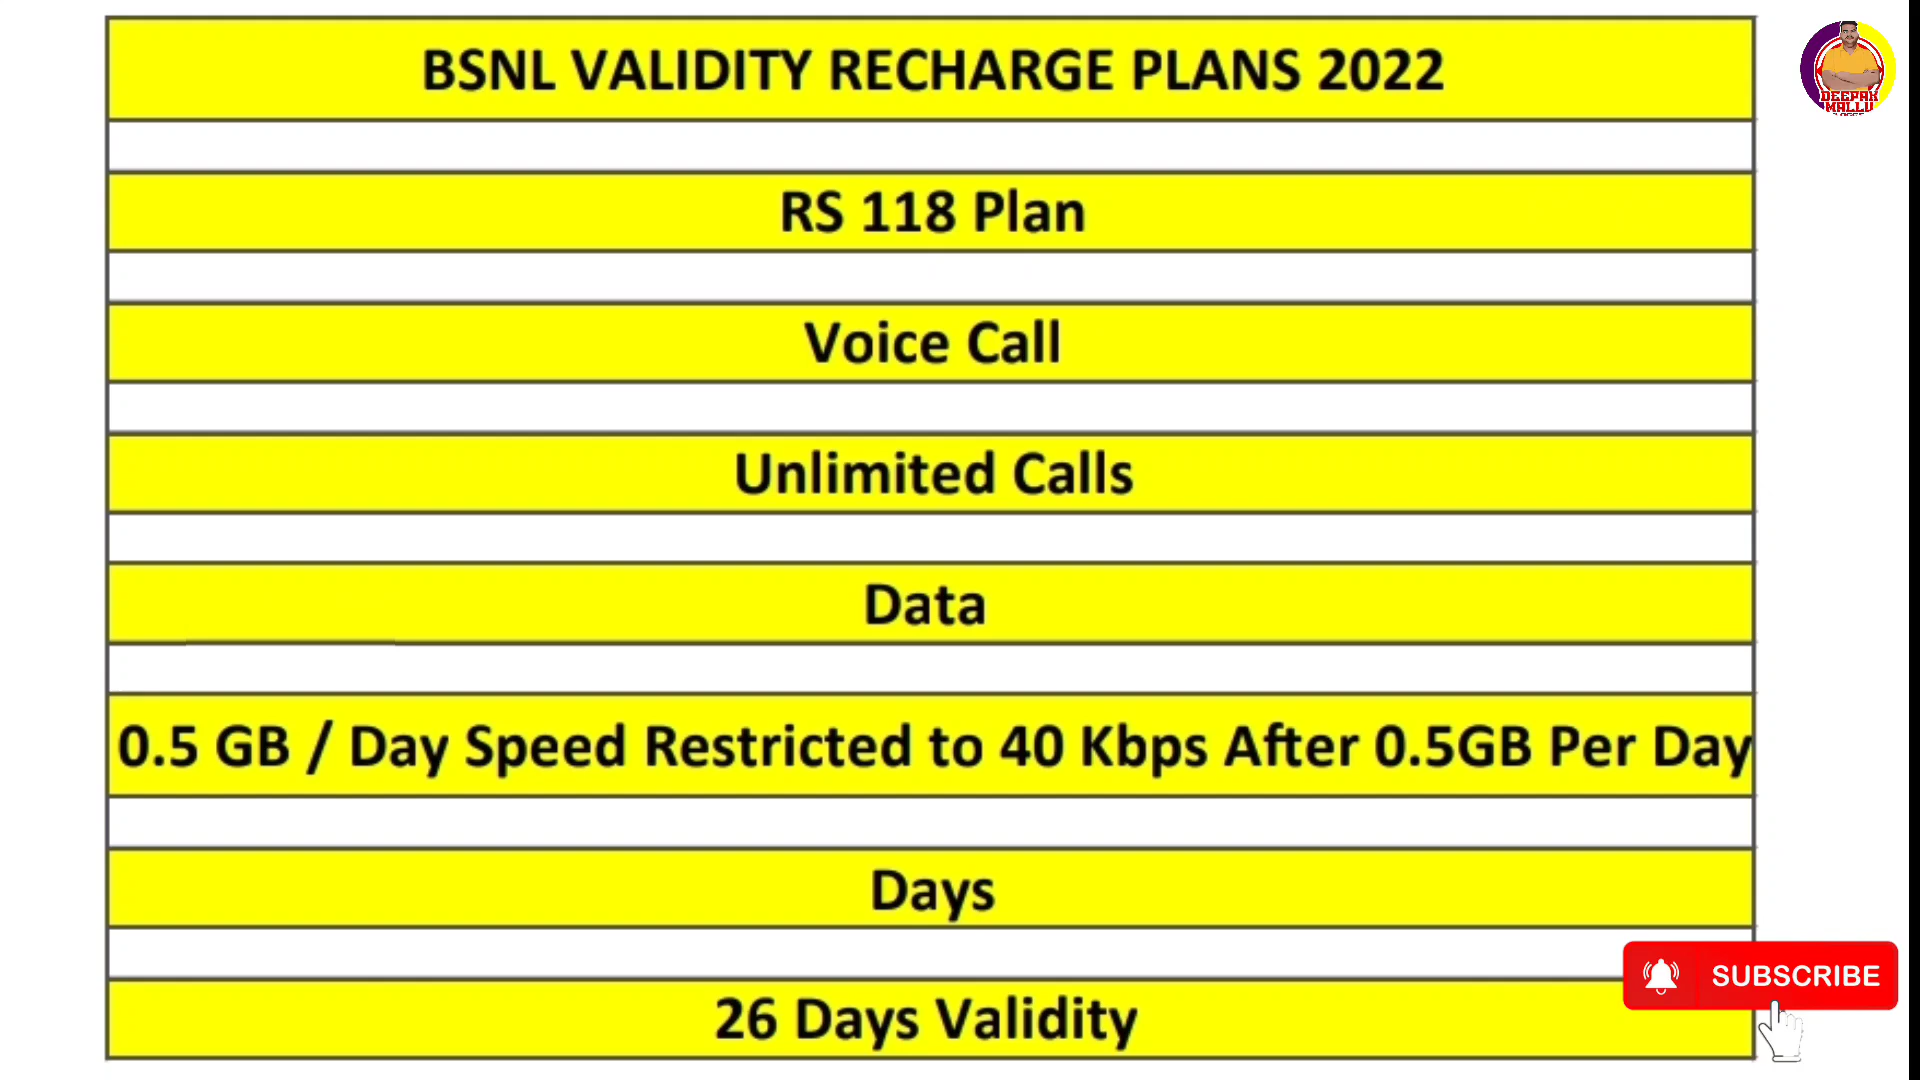 BSNL VALIDITY RECHARGE PLANS 2022
DEEPAK
MALLU
RS 118 Plan
Voice Call
Unlimited Calls
Data
0.5 GB / Day Speed Restricted to 40 Kbps After 0.5GB Per Day
Days
SUBSCRIBE
26 Days Validity